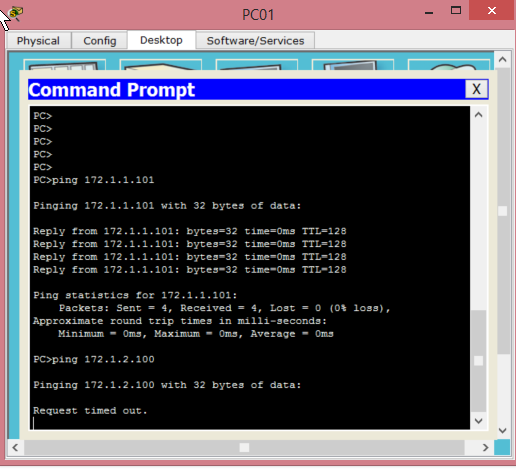 PC01
Physical Config Desktop Software/Services
Command Prompt X
PC>
PC>
PC>
PC>
PC>
PC>ping 172.1.1.101
Pinging 172.1.1.101 with 32 bytes of data:
Reply from 172.1.1.101: bytes=32 time=0ms TTL=128
Reply from 172.1.1.101: bytes=32 time=0ms TTL=128
Reply from 172.1.1.101: bytes=32 time=0ms TTL=128
Reply from 172.1.1.101: bytes=32 time=0ms TTL=128
Ping statistics for 172.1.1.101:
Packets: Sent = 4, Received = 4, Lost = 0 (0% loss),
Approximate round trip times in milli-seconds:
Minimum = 0ms, Maximum = 0ms, Average = 0ms
PC>ping 172.1.2.100
Pinging 172.1.2.100 with 32 bytes of data:
Request timed out.